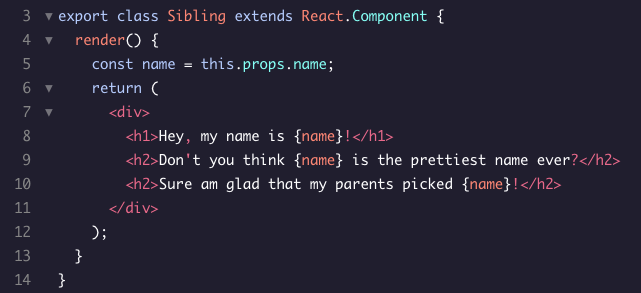 3 ▼ export class Sibling extends React.Component {
4 ▼   render() {
5       const name = this.props.name;
6 ▼     return (
7 ▼       <div>
8           <h1>Hey, my name is {name}!</h1>
9           <h2>Don't you think {name} is the prettiest name ever?</h2>
10          <h2>Sure am glad that my parents picked {name}!</h2>
11        </div>
12      );
13    }
14  }